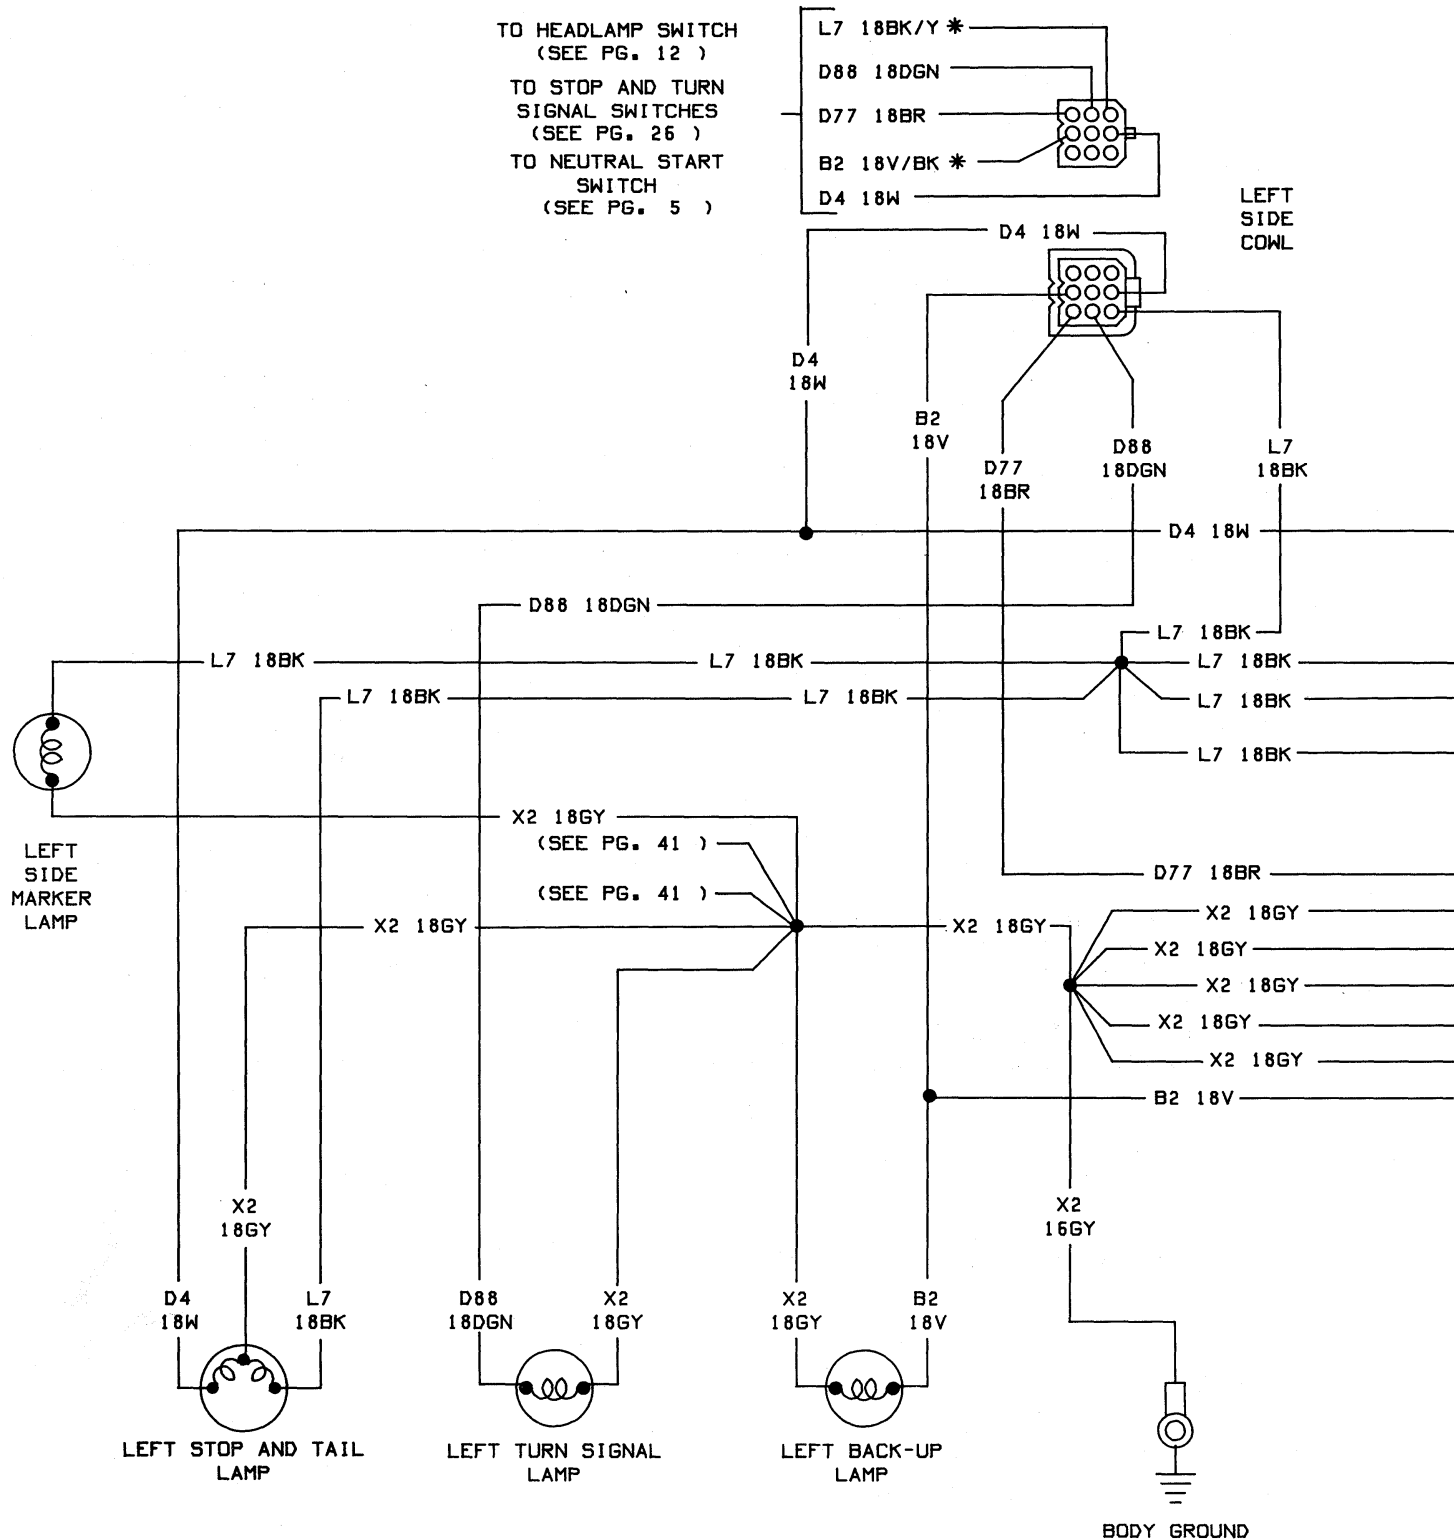 TO HEADLAMP SWITCH
(SEE PG. 12 )
TO STOP AND TURN
SIGNAL SWITCHES
(SEE PG. 26 )
TO NEUTRAL START
SWITCH
(SEE PG. 5 )
L7 18BK/Y *
D88 18DGN
D77 18BR
B2 18V/BK *
D4 18W
LEFT
SIDE
COWL
D4 18W
D4
18W
B2
18V
D77
18BR
D88
18DGN
L7
18BK
D4 18W
D88 18DGN
L7 18BK
L7 18BK
L7 18BK
L7 18BK
L7 18BK
L7 18BK
L7 18BK
L7 18BK
X2 18GY
(SEE PG. 41 )
(SEE PG. 41 )
LEFT
SIDE
MARKER
LAMP
D77 18BR
X2 18GY
X2 18GY
X2 18GY
X2 18GY
X2 18GY
X2 18GY
X2 18GY
B2 18V
X2
18GY
X2
16GY
D4
18W
L7
18BK
D88
18DGN
X2
18GY
X2
18GY
B2
18V
LEFT STOP AND TAIL
LAMP
LEFT TURN SIGNAL
LAMP
LEFT BACK-UP
LAMP
BODY GROUND